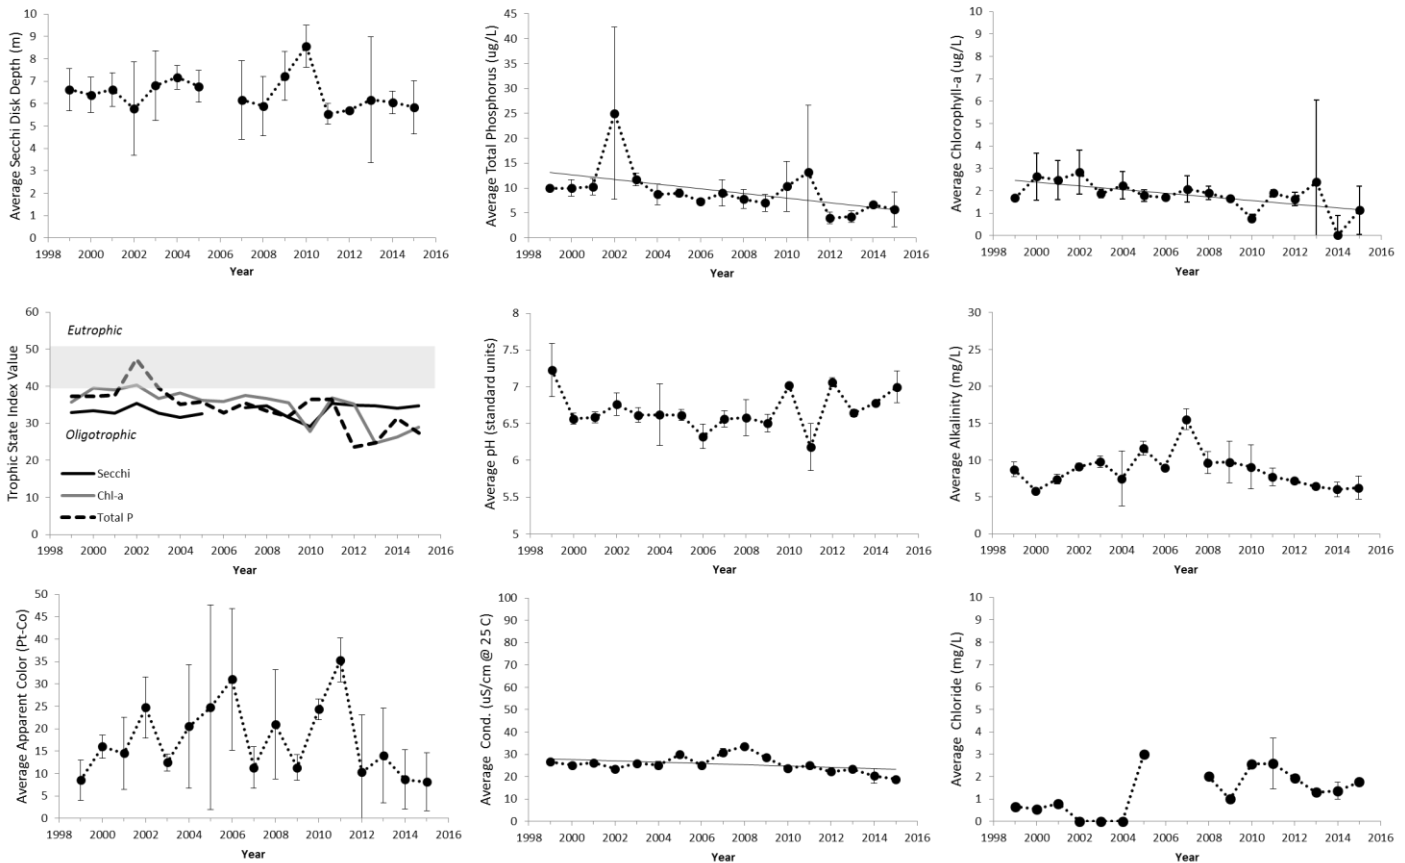 Average Secchi Disk Depth (m)
10
9
8
7
6
5
4
3
2
1
0
1998 2000 2002 2004 2006 2008 2010 2012 2014 2016
Year
Average Total Phosphorus (ug/L)
45
40
35
30
25
20
15
10
5
0
1998 2000 2002 2004 2006 2008 2010 2012 2014 2016
Year
Average Chlorophyll-a (ug/L)
10
9
8
7
6
5
4
3
2
1
0
1998 2000 2002 2004 2006 2008 2010 2012 2014 2016
Year
Trophic State Index Value
60
50
40
30
20
10
0
Eutrophic
Oligotrophic
Secchi
Chl-a
Total P
1998 2000 2002 2004 2006 2008 2010 2012 2014 2016
Year
Average pH (standard units)
8
7.5
7
6.5
6
5.5
5
1998 2000 2002 2004 2006 2008 2010 2012 2014 2016
Year
Average Alkalinity (mg/L)
30
25
20
15
10
5
0
1998 2000 2002 2004 2006 2008 2010 2012 2014 2016
Year
Average Apparent Color (Pt-Co)
50
45
40
35
30
25
20
15
10
5
0
1998 2000 2002 2004 2006 2008 2010 2012 2014 2016
Year
Average Cond. (uS/cm @ 25 C)
100
90
80
70
60
50
40
30
20
10
0
1998 2000 2002 2004 2006 2008 2010 2012 2014 2016
Year
Average Chloride (mg/L)
10
9
8
7
6
5
4
3
2
1
0
1998 2000 2002 2004 2006 2008 2010 2012 2014 2016
Year